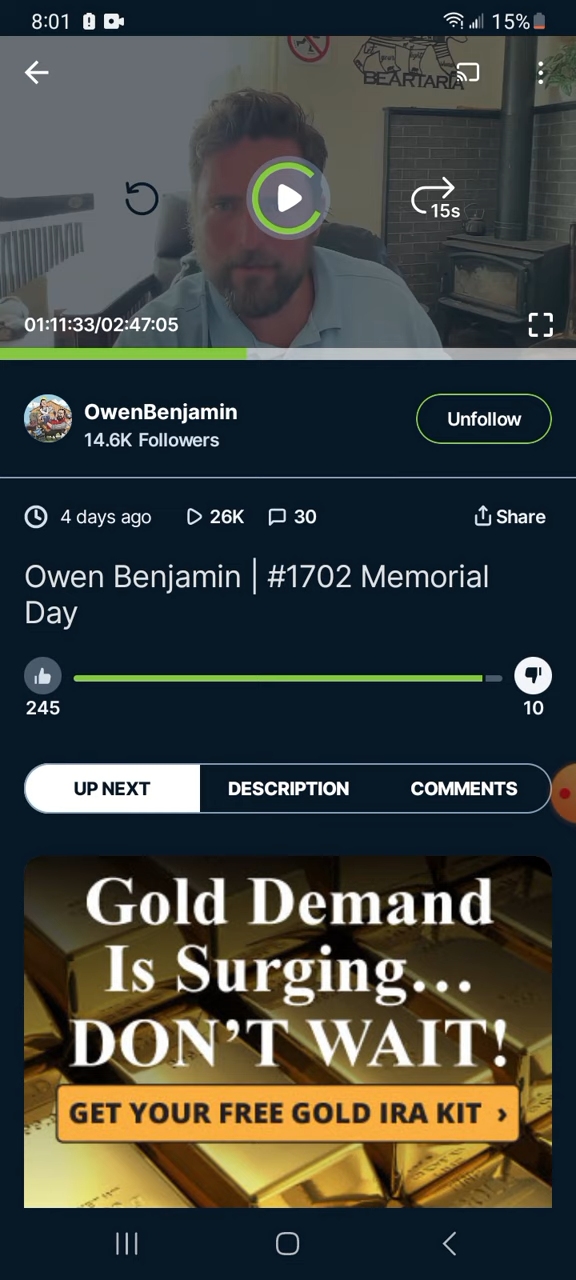 8:01
15%
BEARTARIA
15s
01:11:33/02:47:05
OwenBenjamin
14.6K Followers
Unfollow
4 days ago
26K
30
Share
Owen Benjamin | #1702 Memorial
Day
245
10
UP NEXT
DESCRIPTION
COMMENTS
Gold Demand
Is Surging...
DON'T WAIT!
GET YOUR FREE GOLD IRA KIT ›